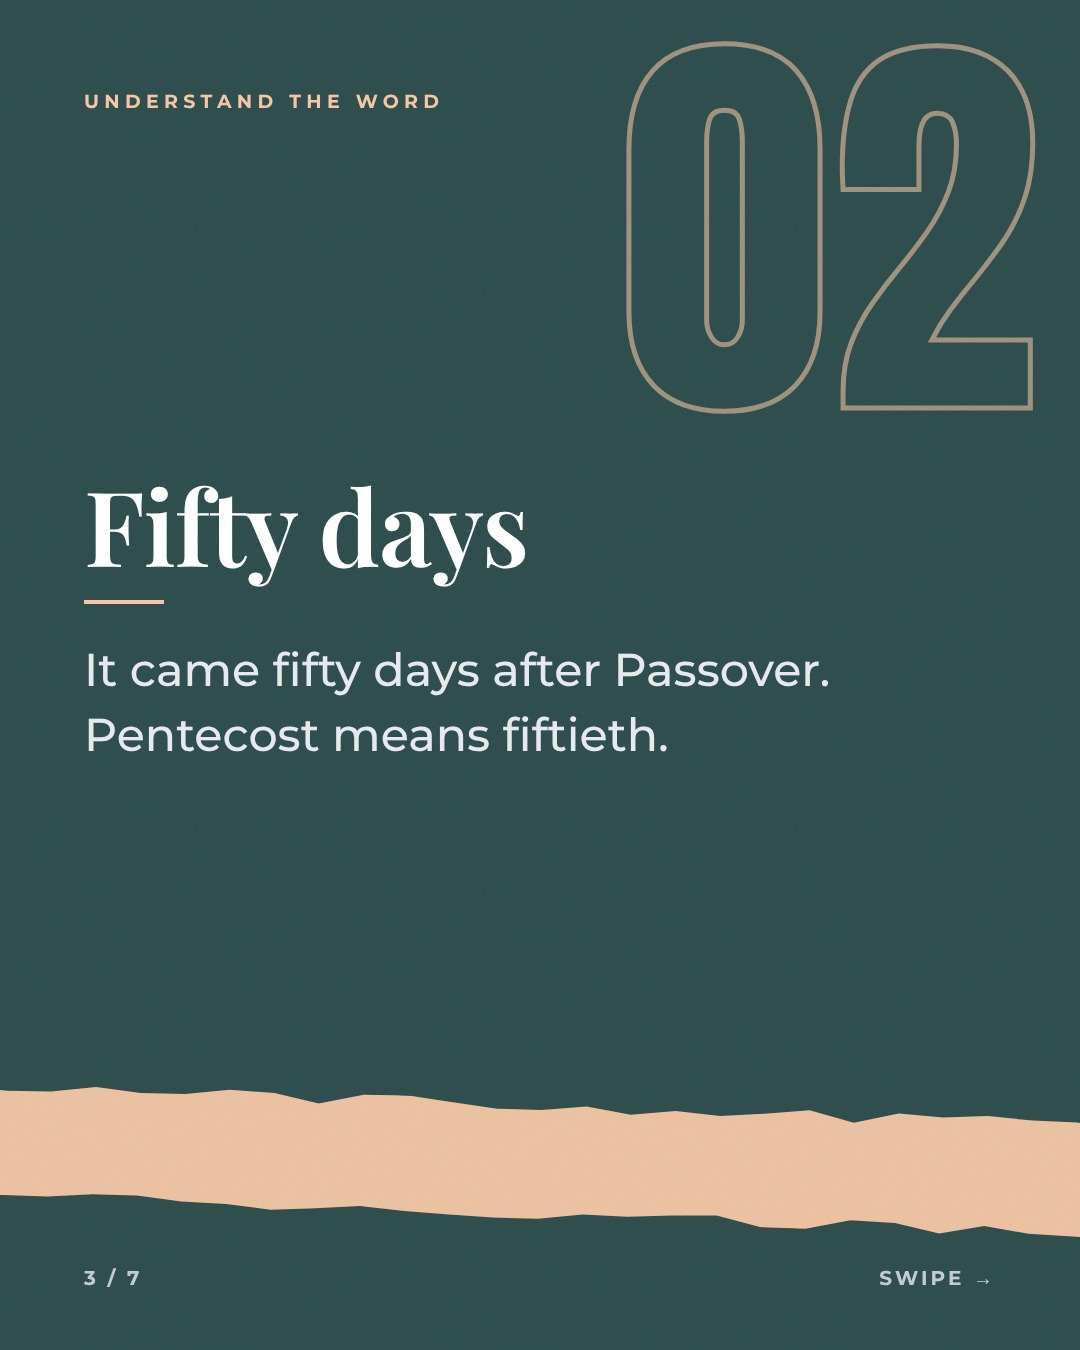 UNDERSTAND THE WORD
02
Fifty days
It came fifty days after Passover.
Pentecost means fiftieth.
3 / 7
SWIPE →